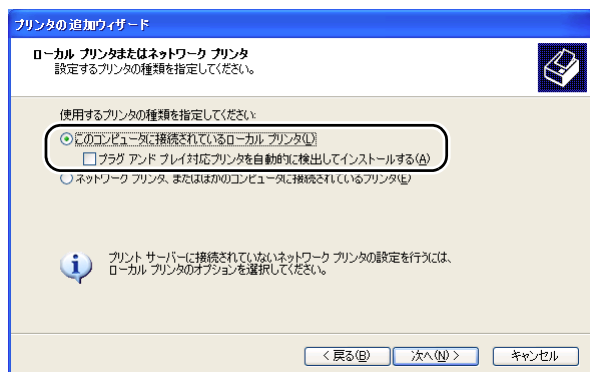 プリンタの追加ウィザード
ローカル プリンタまたはネットワーク プリンタ
設定するプリンタの種類を指定してください。
使用するプリンタの種類を指定してください:
このコンピュータに接続されているローカル プリンタ(L)
プラグ アンド プレイ対応プリンタを自動的に検出してインストールする(A)
ネットワーク プリンタ、またはほかのコンピュータに接続されているプリンタ(E)
プリント サーバーに接続されていないネットワーク プリンタの設定を行うには、
ローカル プリンタのオプションを選択してください。
< 戻る(B) 次へ(N) > キャンセル